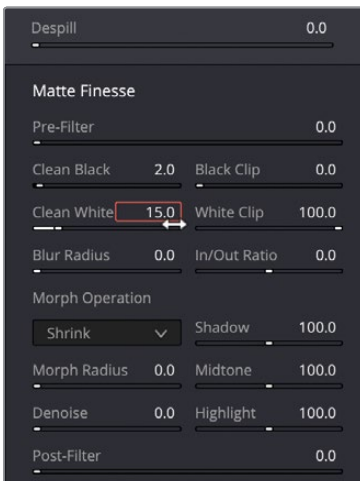 Despill 0.0
Matte Finesse
Pre-Filter 0.0
Clean Black 2.0 Black Clip 0.0
Clean White 15.0 White Clip 100.0
Blur Radius 0.0 In/Out Ratio 0.0
Morph Operation
Shrink Shadow 100.0
Morph Radius 0.0 Midtone 100.0
Denoise 0.0 Highlight 100.0
Post-Filter 0.0